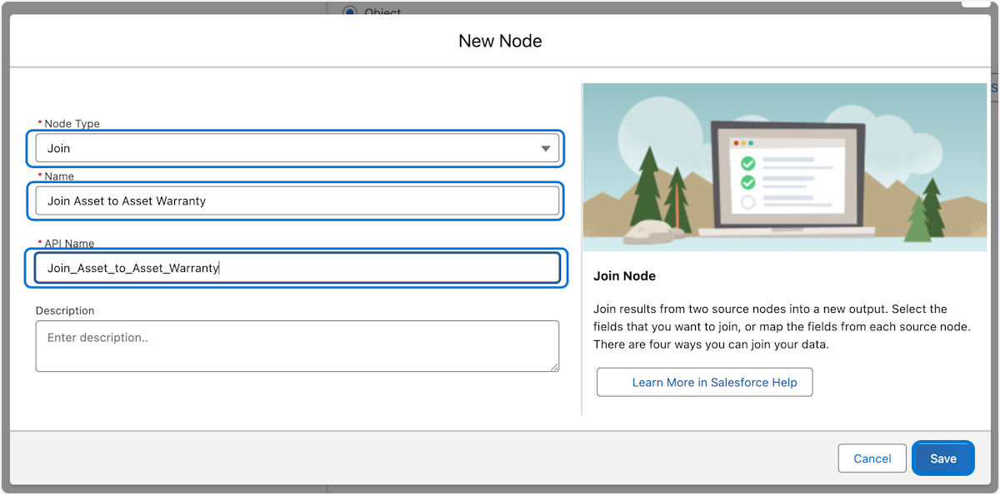 Object
New Node
* Node Type
Join
* Name
Join Asset to Asset Warranty
* API Name
Join_Asset_to_Asset_Warranty
Description
Enter description..
Join Node
Join results from two source nodes into a new output. Select the
fields that you want to join, or map the fields from each source node.
There are four ways you can join your data.
Learn More in Salesforce Help
Cancel
Save